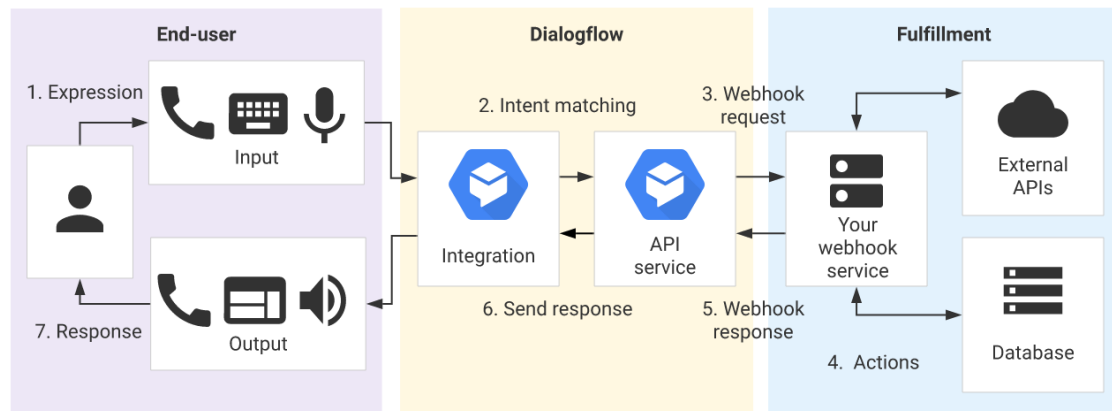 End-user
Dialogflow
Fulfillment
1. Expression
Input
2. Intent matching
3. Webhook
request
External
APIs
Integration
API
service
Your
webhook
service
7. Response
Output
6. Send response
5. Webhook
response
4. Actions
Database